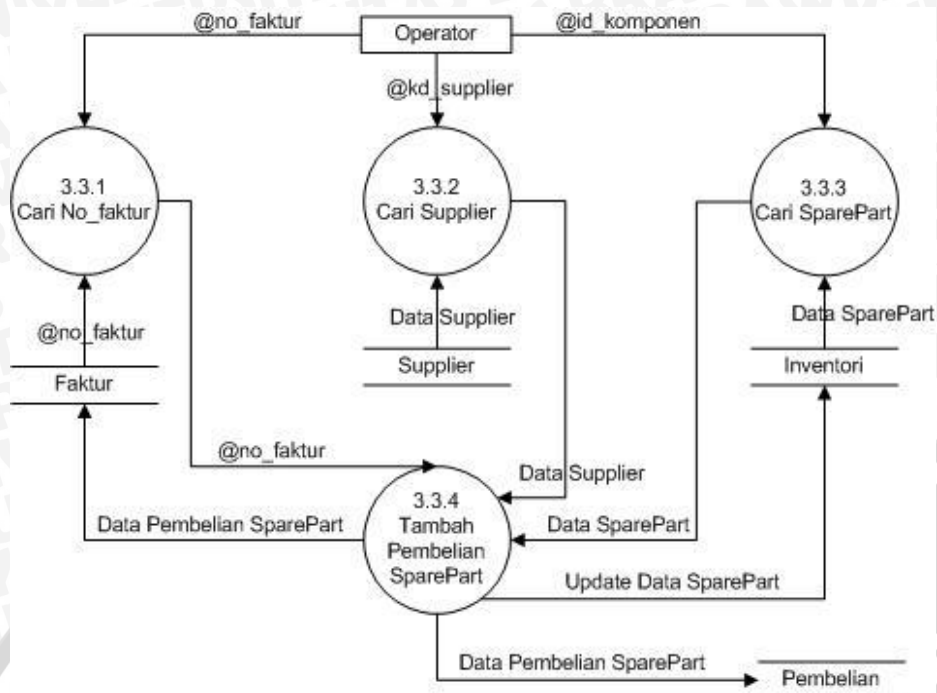 @no_faktur
Operator
@id_komponen
@kd_supplier
3.3.1
Cari No_faktur
3.3.2
Cari Supplier
3.3.3
Cari SparePart
@no_faktur
Data Supplier
Data SparePart
Faktur
Supplier
Inventori
@no_faktur
Data Supplier
3.3.4
Tambah
Pembelian
SparePart
Data Pembelian SparePart
Data SparePart
Update Data SparePart
Data Pembelian SparePart
Pembelian